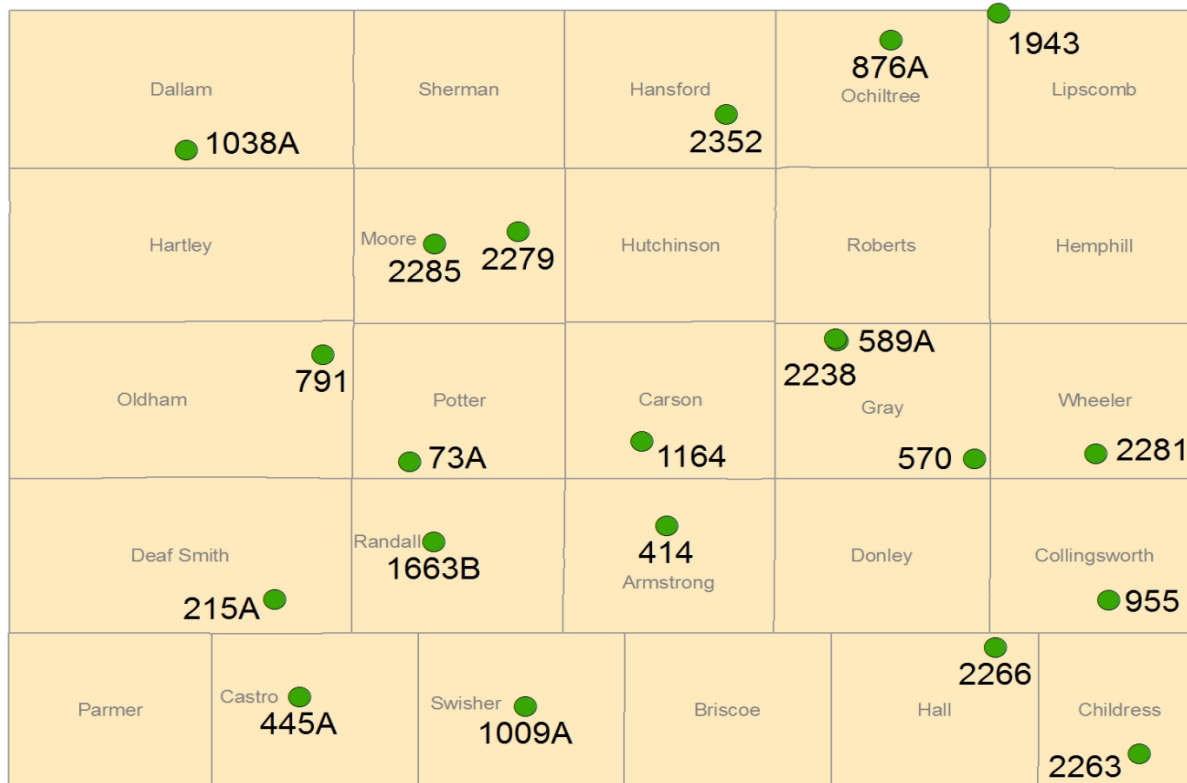 1943
876A
Dallam
Sherman
Hansford
Ochiltree
Lipscomb
1038A
2352
Hartley
Moore
2285
2279
Hutchinson
Roberts
Hemphill
791
589A
2238
Oldham
Potter
Carson
Gray
Wheeler
73A
1164
570
2281
Deaf Smith
Randall
1663B
414
Armstrong
Donley
Collingsworth
215A
955
2266
Parmer
Castro
445A
Swisher
1009A
Briscoe
Hall
Childress
2263